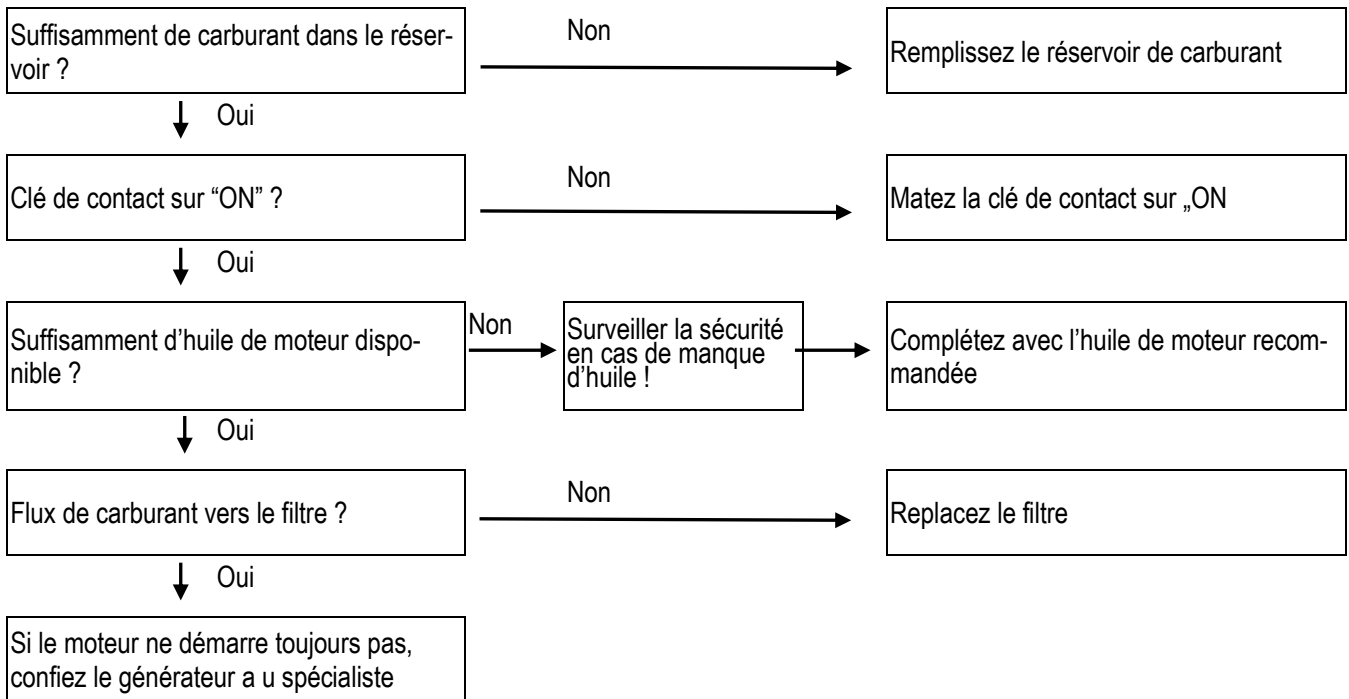 Suffisamment de carburant dans le réser-
voir ?
Non
Remplissez le réservoir de carburant
Oui
Clé de contact sur “ON” ?
Non
Matez la clé de contact sur „ON
Oui
Suffisamment d’huile de moteur dispo-
nible ?
Non
Surveiller la sécurité
en cas de manque
d’huile !
Complétez avec l’huile de moteur recom-
mandée
Oui
Flux de carburant vers le filtre ?
Non
Replacez le filtre
Oui
Si le moteur ne démarre toujours pas,
confiez le générateur a u spécialiste